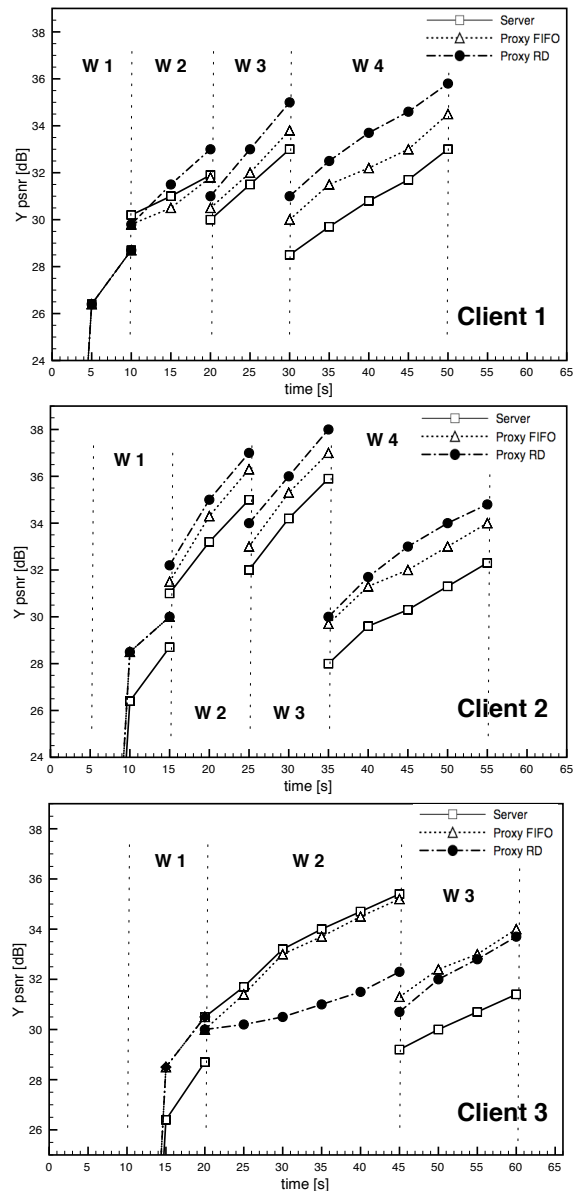 38
36
34
32
30
28
26
24
Y psnr [dB]
Server
Proxy FIFO
Proxy RD
W 1
W 2
W 3
W 4
Client 1
0 5 10 15 20 25 30 35 40 45 50 55 60 65
time [s]
38
36
34
32
30
28
26
24
Y psnr [dB]
Server
Proxy FIFO
Proxy RD
W 4
W 1
W 2
W 3
Client 2
0 5 10 15 20 25 30 35 40 45 50 55 60 65
time [s]
38
36
34
32
30
28
26
Y psnr [dB]
Server
Proxy FIFO
Proxy RD
W 1
W 2
W 3
Client 3
0 5 10 15 20 25 30 35 40 45 50 55 60 65
time [s]